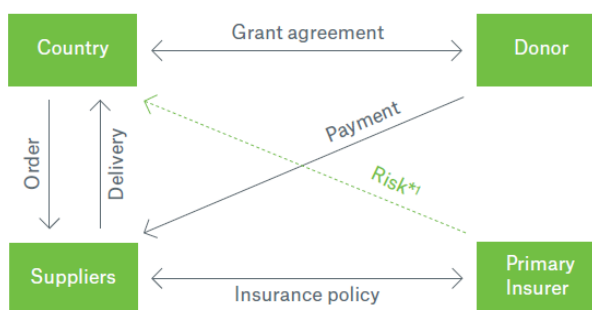 Country
Grant agreement
Donor
Order
Delivery
Payment
Risk*¹
Suppliers
Insurance policy
Primary
Insurer